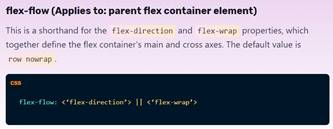 flex-flow (Applies to: parent flex container element)
This is a shorthand for the flex-direction and flex-wrap properties, which
together define the flex container's main and cross axes. The default value is
row nowrap.
css
flex-flow: <‘flex-direction’> || <‘flex-wrap’>